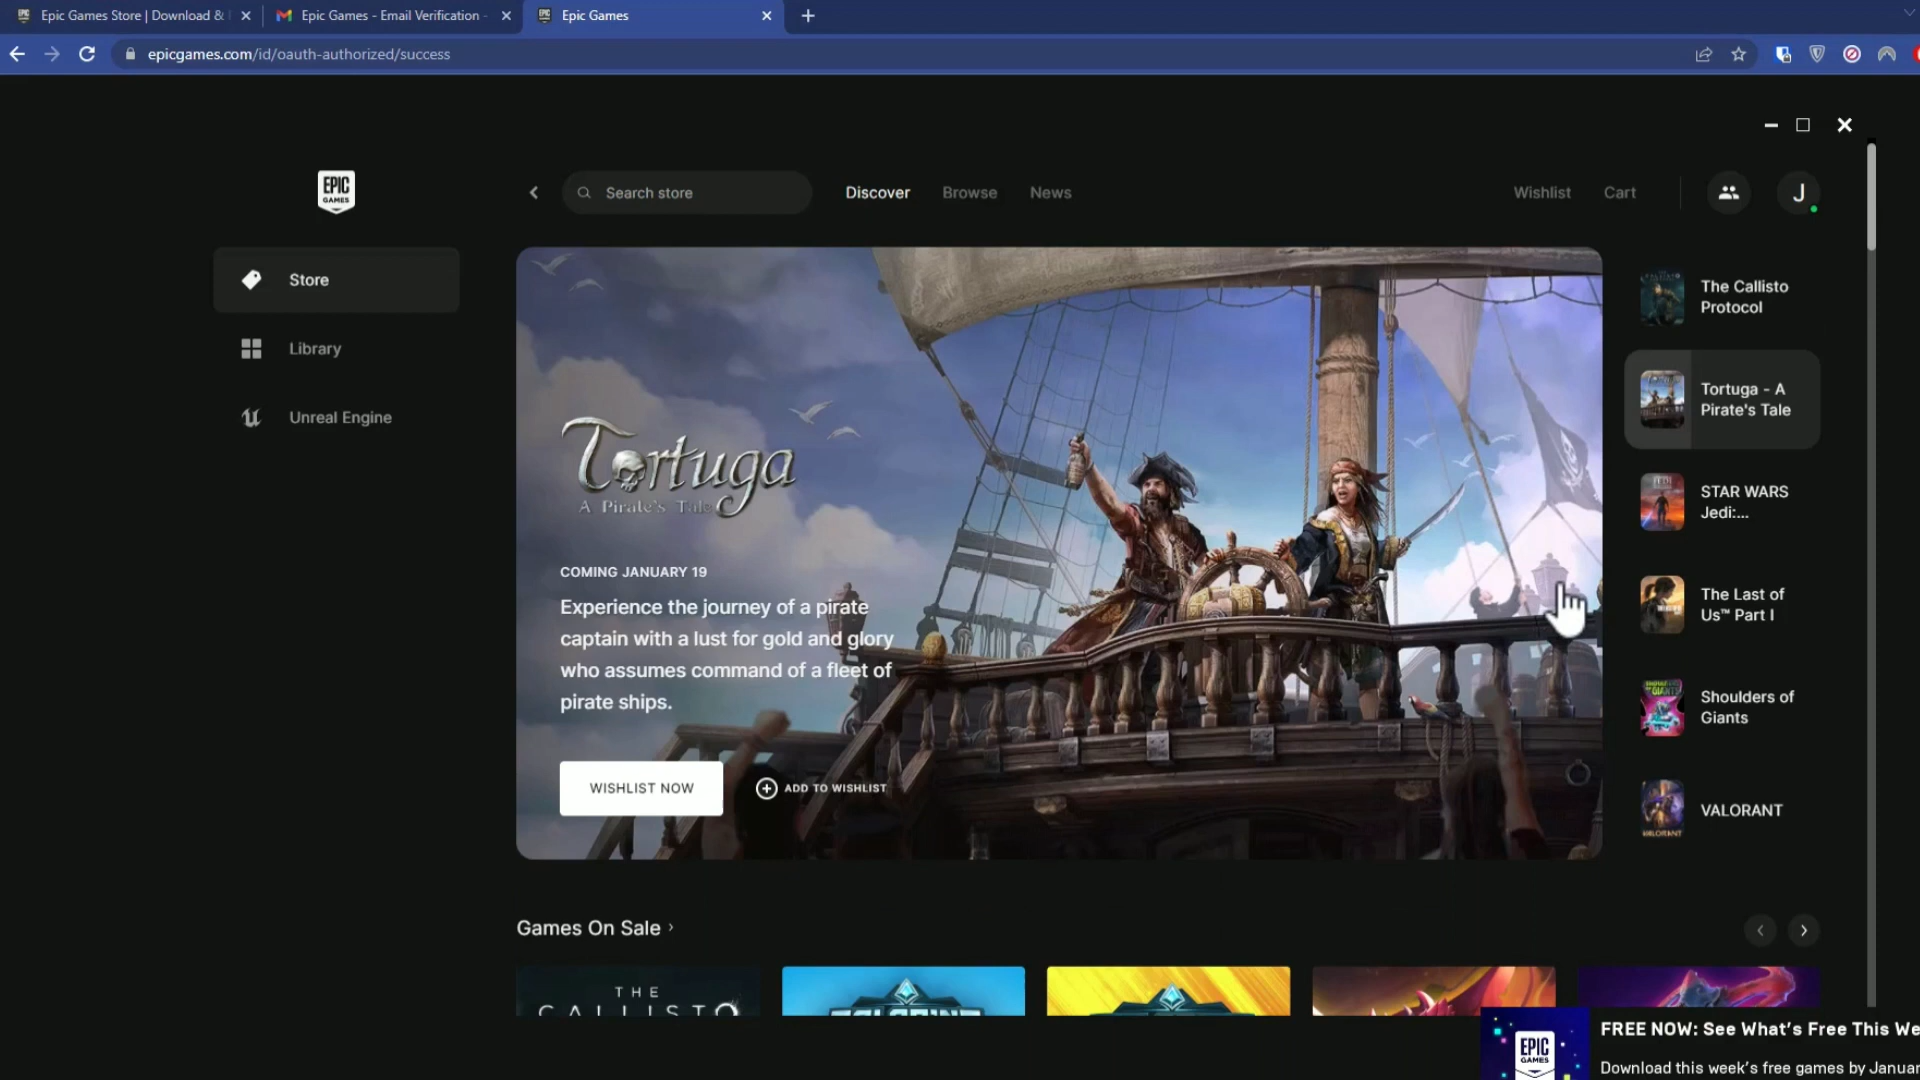 Epic Games Store | Download &
Epic Games - Email Verification -
Epic Games
epicgames.com/id/oauth-authorized/success
EPIC
GAMES
Search store
Discover
Browse
News
Wishlist
Cart
J
Store
Library
Unreal Engine
Tortuga
A Pirate's Tale
COMING JANUARY 19
Experience the journey of a pirate
captain with a lust for gold and glory
who assumes command of a fleet of
pirate ships.
WISHLIST NOW
ADD TO WISHLIST
The Callisto
Protocol
Tortuga - A
Pirate's Tale
STAR WARS
Jedi:...
The Last of
Us™ Part I
Shoulders of
Giants
VALORANT
Games On Sale
THE
CALLISTO
EPIC
GAMES
FREE NOW: See What's Free This We
Download this week's free games by Januar